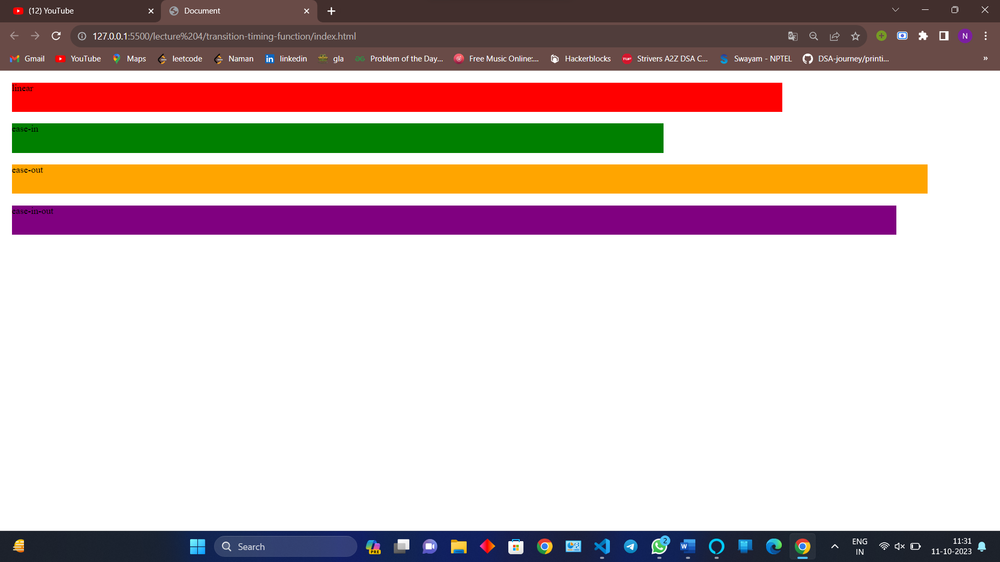 (12) YouTube
Document
127.0.0.1:5500/lecture%204/transition-timing-function/index.html
N
Gmail
YouTube
Maps
leetcode
Naman
linkedin
gla
Problem of the Day...
Free Music Online:...
Hackerblocks
Strivers A2Z DSA C...
Swayam - NPTEL
DSA-journey/printi...
»
linear
ease-in
ease-out
ease-in-out
Search
PRE
2
ENG
IN
11:31
11-10-2023